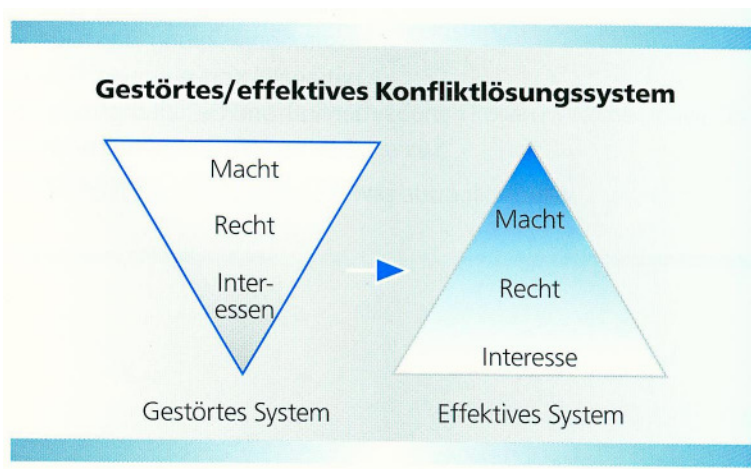 Gestörtes/effektives Konfliktlösungssystem
Macht
Recht
Inter-
essen
Gestörtes System
Macht
Recht
Interesse
Effektives System